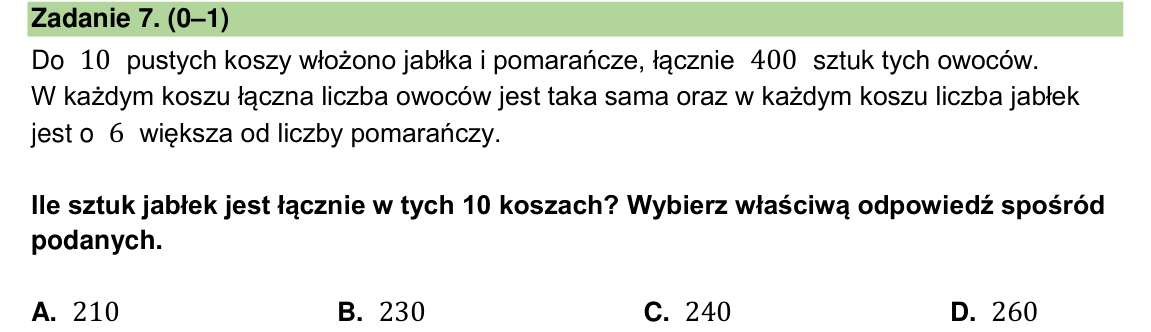 Zadanie 7. (0–1)
Do 10 pustych koszy włożono jabłka i pomarańcze, łącznie 400 sztuk tych owoców.
W każdym koszu łączna liczba owoców jest taka sama oraz w każdym koszu liczba jabłek
jest o 6 większa od liczby pomarańczy.
Ile sztuk jabłek jest łącznie w tych 10 koszach? Wybierz właściwą odpowiedź spośród
podanych.
A. 210 B. 230 C. 240 D. 260